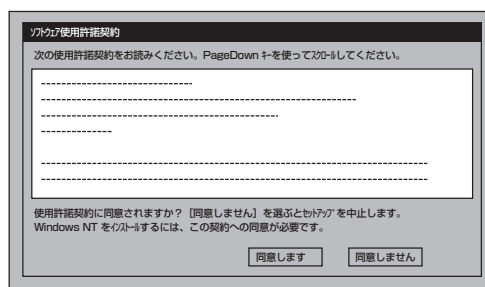 ソフトウェア使用許諾契約
次の使用許諾契約をお読みください。PageDown キーを使ってスクロールしてください。
使用許諾契約に同意されますか？［同意しません］を選ぶとセットアップを中止します。
Windows NT をインストールするには、この契約への同意が必要です。
同意します
同意しません